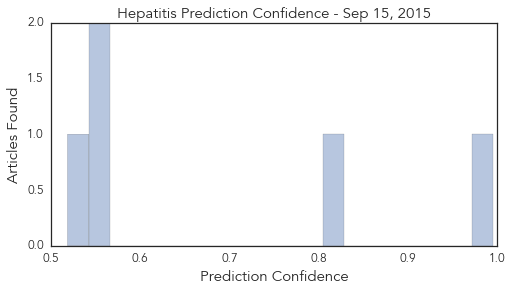 Hepatitis Prediction Confidence - Sep 15, 2015
2.0
1.5
1.0
0.5
0.0
Articles Found
0.5 0.6 0.7 0.8 0.9 1.0
Prediction Confidence